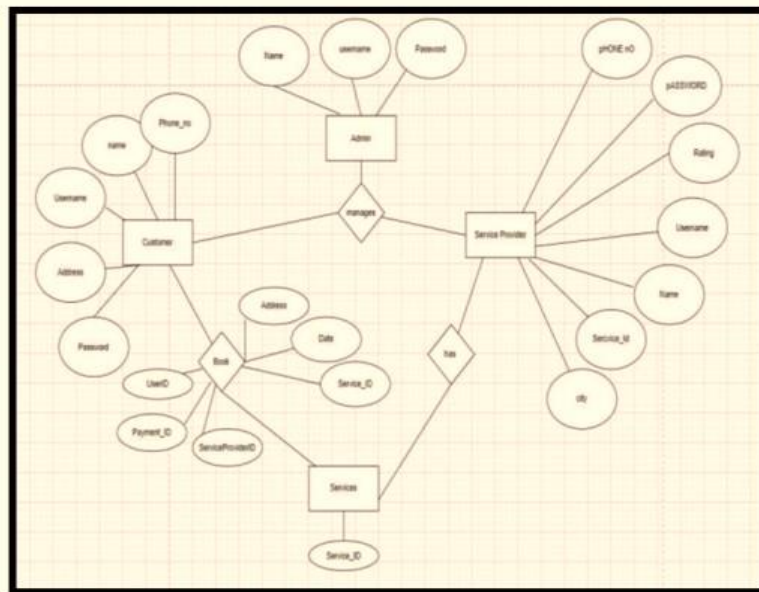 Name
username
Password
pHONE nO
pASSWORD
Rating
Username
Name
Sercvice_Id
city
Admin
manages
Service Provider
Phone_no
name
Username
Customer
Address
Password
Address
Date
Service_ID
Book
UserID
Payment_ID
ServiceProviderID
has
Services
Service_ID